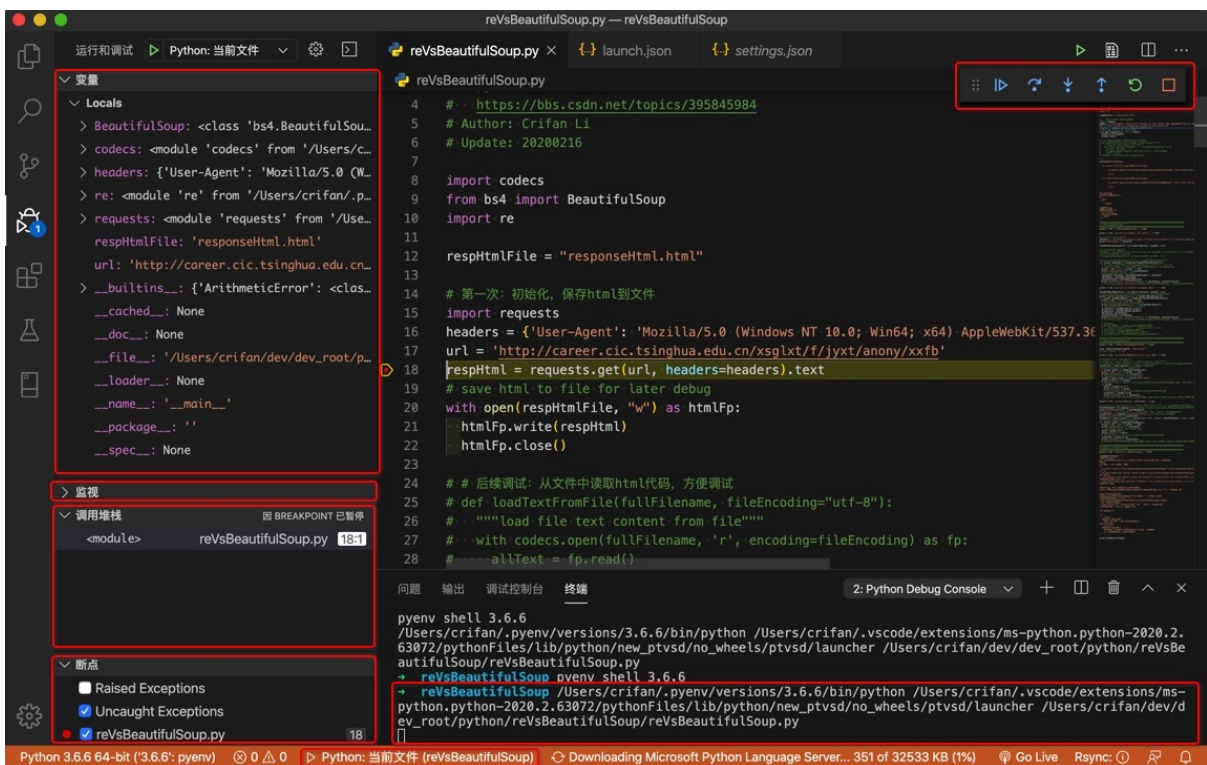 reVsBeautifulSoup.py — reVsBeautifulSoup
运行和调试 Python: 当前文件
reVsBeautifulSoup.py
launch.json
settings.json
变量
Locals
BeautifulSoup: <class 'bs4.BeautifulSou…
codecs: <module 'codecs' from '/Users/c…
headers: {'User-Agent': 'Mozilla/5.0 (W…
re: <module 're' from '/Users/crifan/.p…
requests: <module 'requests' from '/Use…
respHtmlFile: 'responseHtml.html'
url: 'http://career.cic.tsinghua.edu.cn…
__builtins__: {'ArithmeticError': <clas…
__cached__: None
__doc__: None
__file__: '/Users/crifan/dev/dev_root/p…
__loader__: None
__name__: '__main__'
__package__: ''
__spec__: None
监视
调用堆栈 因 BREAKPOINT 已暂停
<module> reVsBeautifulSoup.py 18:1
断点
Raised Exceptions
Uncaught Exceptions
reVsBeautifulSoup.py 18
1
reVsBeautifulSoup.py
4 # https://bbs.csdn.net/topics/395845984
5 # Author: Crifan Li
6 # Update: 20200216
import codecs
9 from bs4 import BeautifulSoup
10 import re
11
12 respHtmlFile = "responseHtml.html"
13
14 第一次: 初始化 保存html到文件
15 import requests
16 headers = {'User-Agent': 'Mozilla/5.0 (Windows NT 10.0; Win64; x64) AppleWebKit/537.36
17 url = 'http://career.cic.tsinghua.edu.cn/xsglxt/f/jyxt/anony/xxfb'
18 respHtml = requests.get(url, headers=headers).text
19 # save html to file for later debug
20 with open(respHtmlFile, "w") as htmlFp:
21 htmlFp.write(respHtml)
22 htmlFp.close()
23
24 调试: 从文件中读取html代码, 方便调试
25 fileEncoding="utf-8"):
26 # """load file text content from file"""
27 with codecs.open(fullFilename, 'r', encoding=fileEncoding) as fp:
28 # allText = fp.read()
问题 输出 调试控制台 终端 2: Python Debug Console
pyenv shell 3.6.6
/Users/crifan/.pyenv/versions/3.6.6/bin/python /Users/crifan/.vscode/extensions/ms-python.python-2020.2.
63072/pythonFiles/lib/python/new_ptvsd/no_wheels/ptvsd/launcher /Users/crifan/dev/dev_root/python/reVsBe
autifulSoup/reVsBeautifulSoup.py
→ reVsBeautifulSoup pyenv shell 3.6.6
→ reVsBeautifulSoup /Users/crifan/.pyenv/versions/3.6.6/bin/python /Users/crifan/.vscode/extensions/ms-
python.python-2020.2.63072/pythonFiles/lib/python/new_ptvsd/no_wheels/ptvsd/launcher /Users/crifan/dev/d
ev_root/python/reVsBeautifulSoup/reVsBeautifulSoup.py
Python 3.6.6 64-bit ('3.6.6': pyenv) 0 0 Python: 当前文件 (reVsBeautifulSoup) Downloading Microsoft Python Language Server... 351 of 32533 KB (1%) Go Live Rsync: